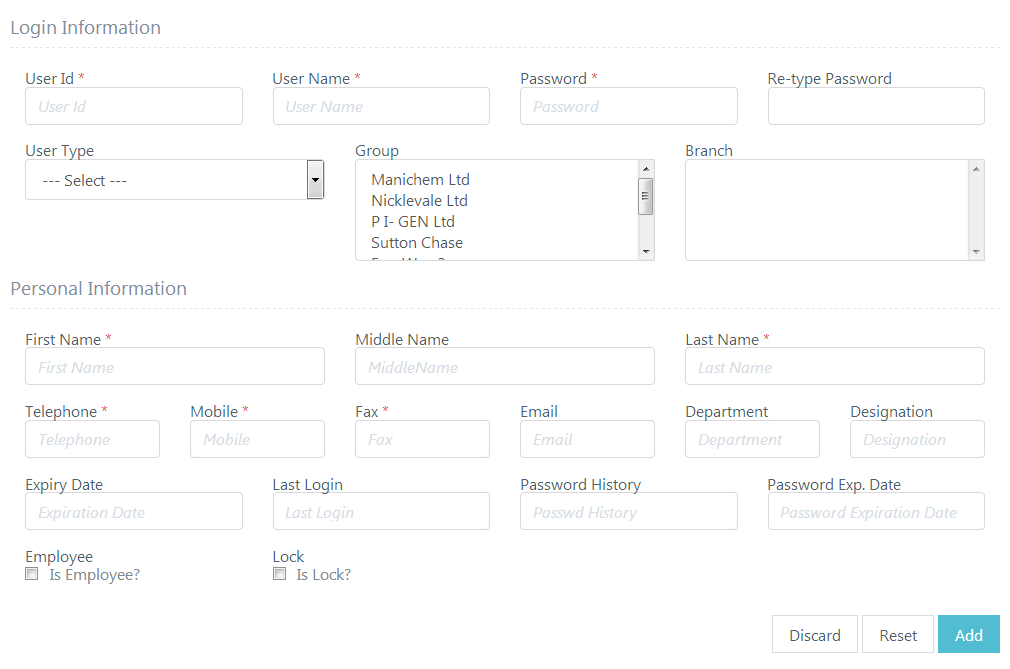 Login Information
User Id * User Name * Password * Re-type Password
User Id User Name Password
User Type Group Branch
--- Select ---
Manichem Ltd
Nicklevale Ltd
P I- GEN Ltd
Sutton Chase
Personal Information
First Name * Middle Name Last Name *
First Name MiddleName Last Name
Telephone * Mobile * Fax * Email Department Designation
Telephone Mobile Fax Email Department Designation
Expiry Date Last Login Password History Password Exp. Date
Expiration Date Last Login Passwd History Password Expiration Date
Employee Lock
Is Employee? Is Lock?
Discard Reset Add